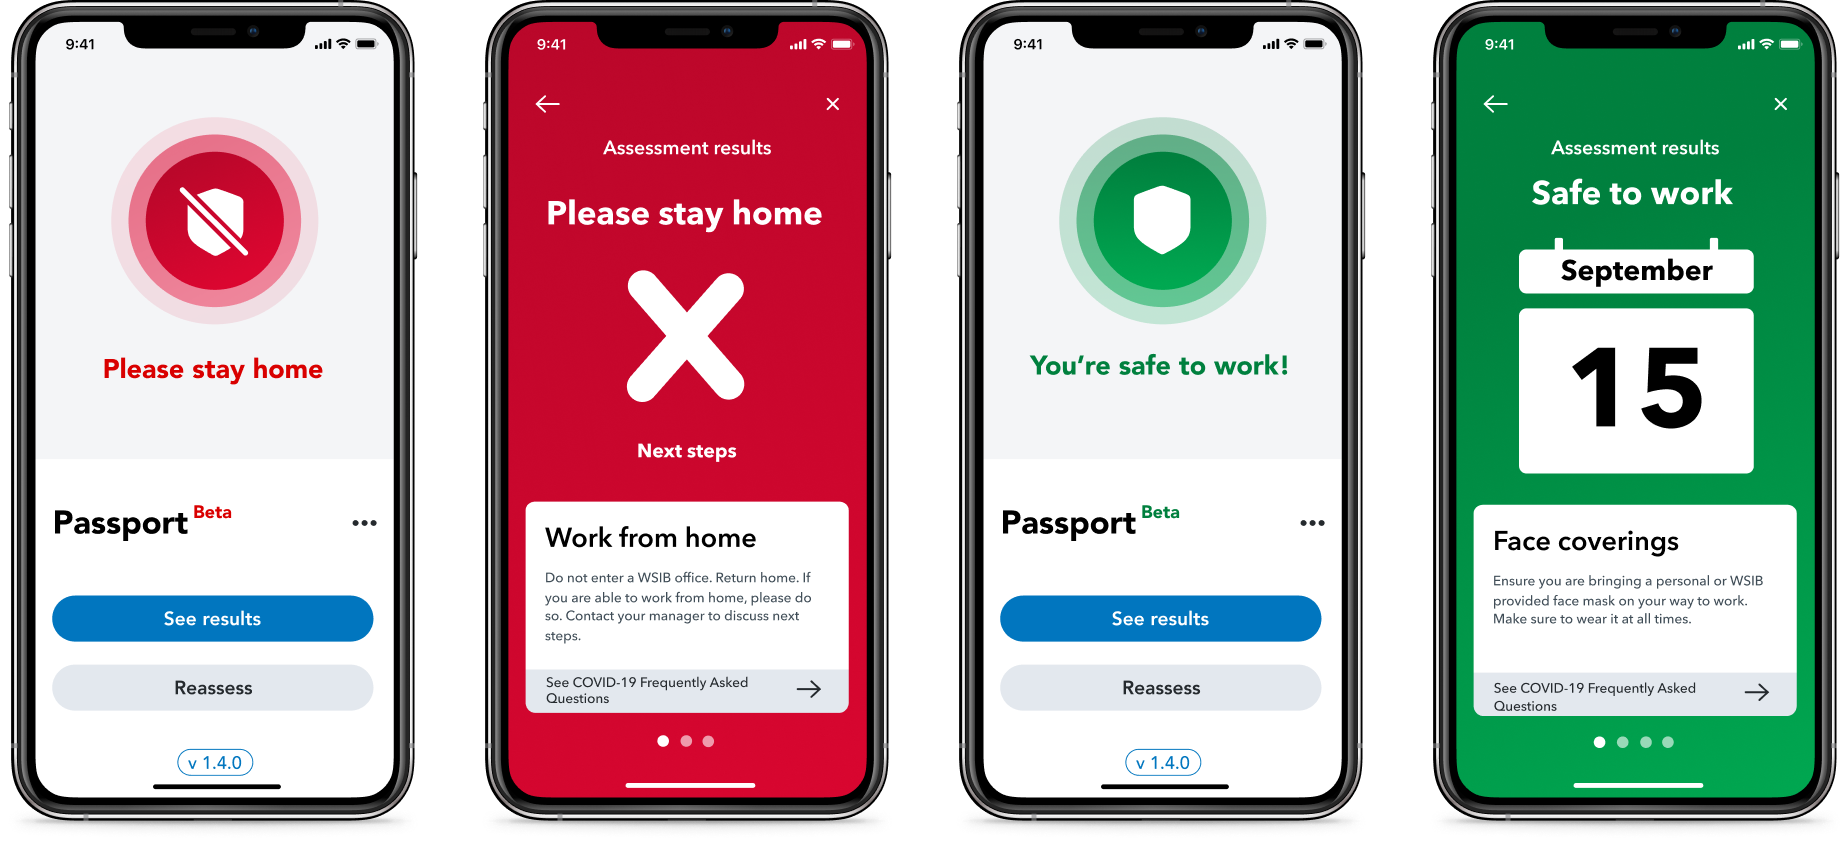 9:41
Please stay home
Passport Beta
See results
Reassess
v 1.4.0
9:41
Assessment results
Please stay home
Next steps
Work from home
Do not enter a WSIB office. Return home. If
you are able to work from home, please do
so. Contact your manager to discuss next
steps.
See COVID-19 Frequently Asked
Questions
9:41
You're safe to work!
Passport Beta
See results
Reassess
v 1.4.0
9:41
Assessment results
Safe to work
September
15
Face coverings
Ensure you are bringing a personal or WSIB
provided face mask on your way to work.
Make sure to wear it at all times.
See COVID-19 Frequently Asked
Questions